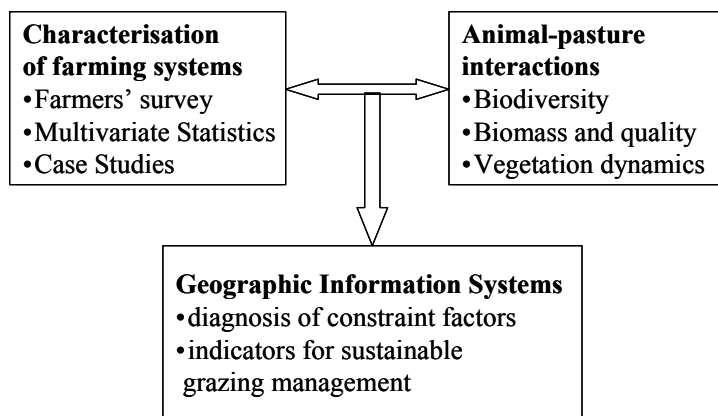 Characterisation
of farming systems
•Farmers’ survey
•Multivariate Statistics
•Case Studies
Animal-pasture
interactions
•Biodiversity
•Biomass and quality
•Vegetation dynamics
Geographic Information Systems
•diagnosis of constraint factors
•indicators for sustainable
grazing management